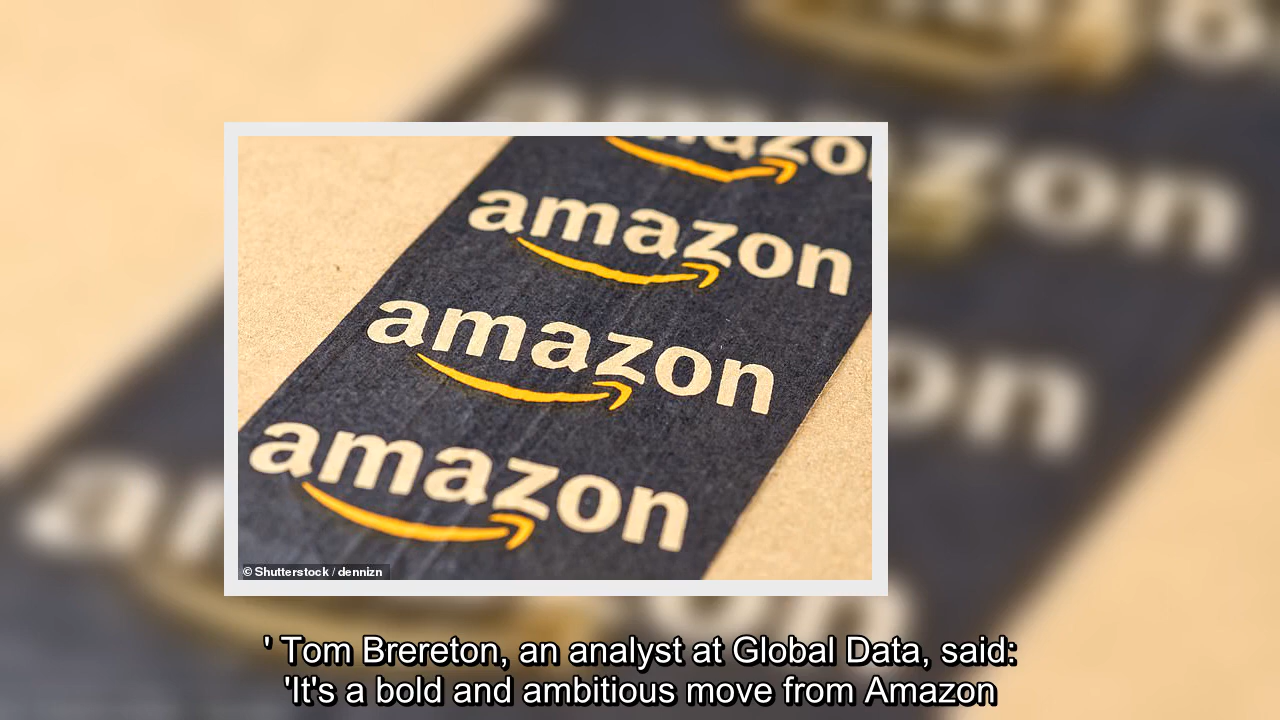 amazon
amazon
amazon
amazon
© Shutterstock / dennizn
' Tom Brereton, an analyst at Global Data, said:
'It's a bold and ambitious move from Amazon